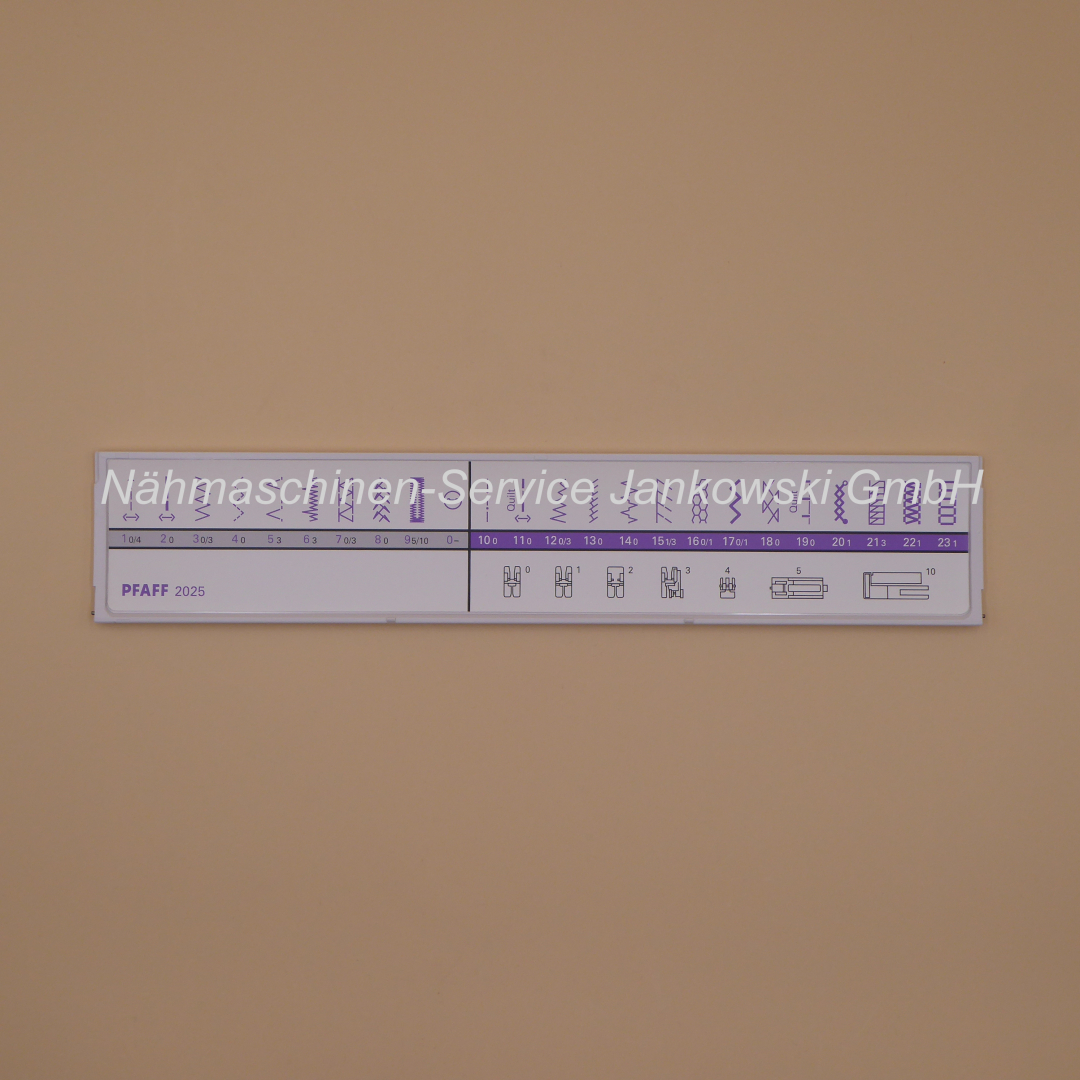 Nähmaschinen-Service Jankowski GmbH
Quilt Quilt
1 0/4 2 0 3 0/3 4 0 5 3 6 3 7 0/3 8 0 9 5/10 0– 10 0 11 0 12 0/3 13 0 14 0 15 1/3 16 0/1 17 0/1 18 0 19 0 20 1 21 3 22 1 23 1
0 1 2 3 4 5 10
PFAFF 2025